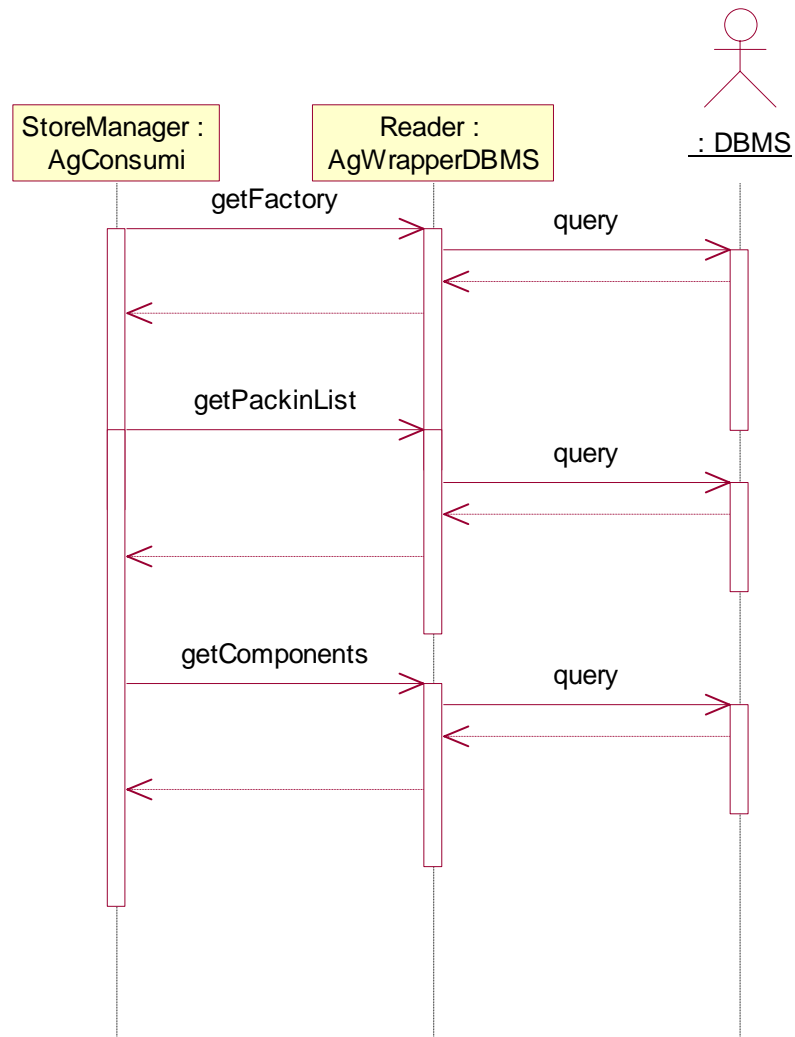 StoreManager :
AgConsumi
Reader :
AgWrapperDBMS
: DBMS
getFactory
query
getPackinList
query
getComponents
query